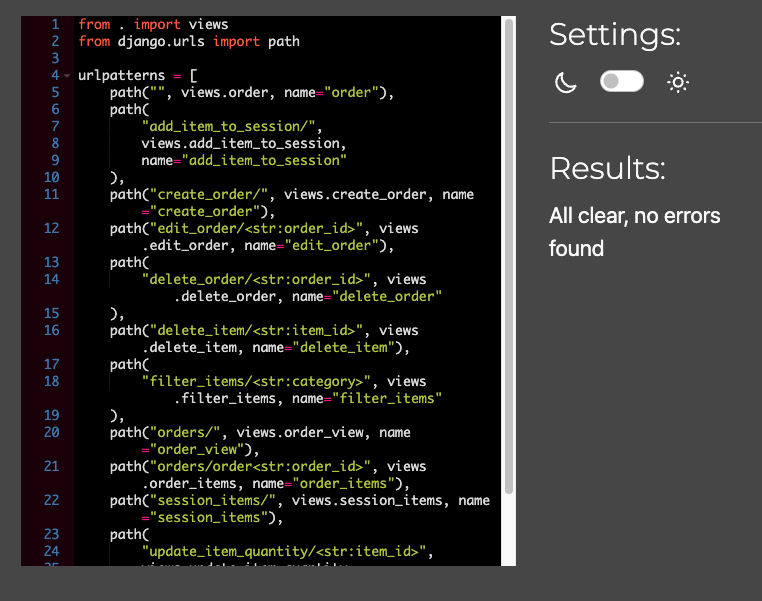 1 from . import views
2 from django.urls import path
3
4 urlpatterns = [
5 path("", views.order, name="order"),
6 path(
7 "add_item_to_session/",
8 views.add_item_to_session,
9 name="add_item_to_session"
10 ),
11 path("create_order/", views.create_order, name
="create_order"),
12 path("edit_order/<str:order_id>", views
.edit_order, name="edit_order"),
13 path(
14 "delete_order/<str:order_id>", views
.delete_order, name="delete_order"
15 ),
16 path("delete_item/<str:item_id>", views
.delete_item, name="delete_item"),
17 path(
18 "filter_items/<str:category>", views
.filter_items, name="filter_items"
19 ),
20 path("orders/", views.order_view, name
="order_view"),
21 path("orders/order<str:order_id>", views
.order_items, name="order_items"),
22 path("session_items/", views.session_items, name
="session_items"),
23 path(
24 "update_item_quantity/<str:item_id>",
Settings:
Results:
All clear, no errors
found